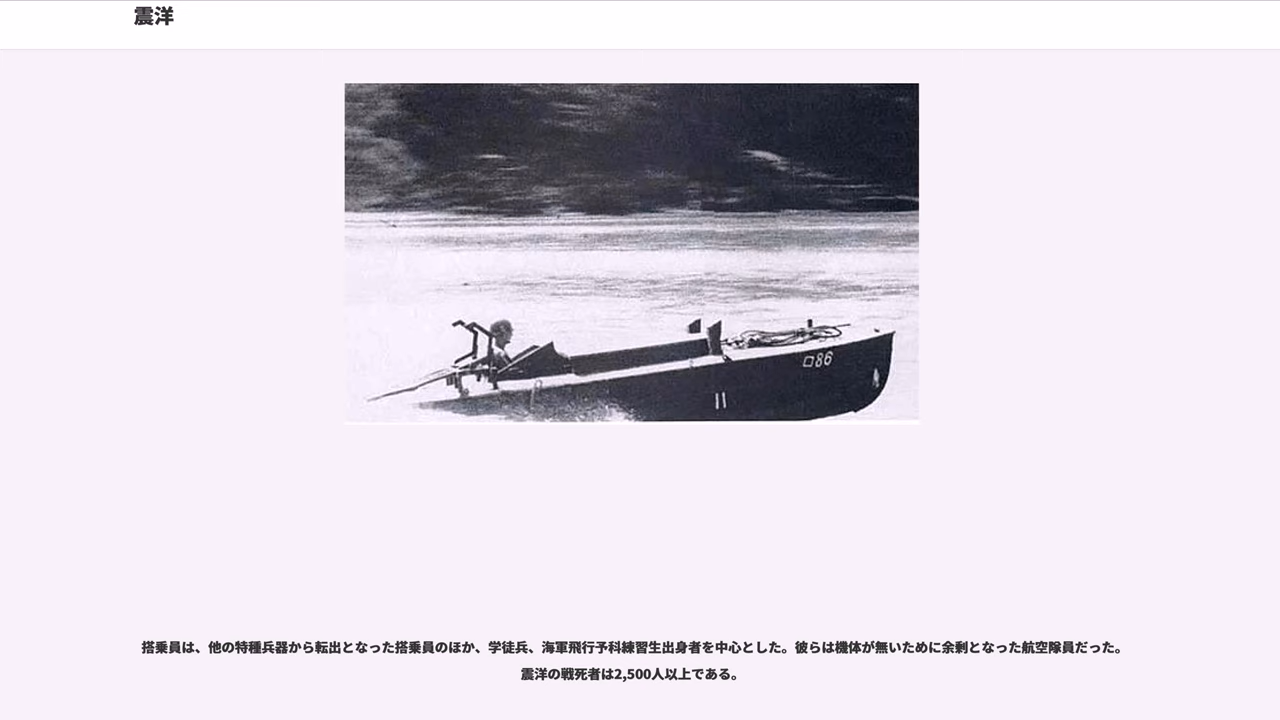 震洋
□86
搭乗員は、他の特種兵器から転出となった搭乗員のほか、学徒兵、海軍飛行予科練習生出身者を中心とした。彼らは機体が無いために余剰となった航空隊員だった。
震洋の戦死者は2,500人以上である。